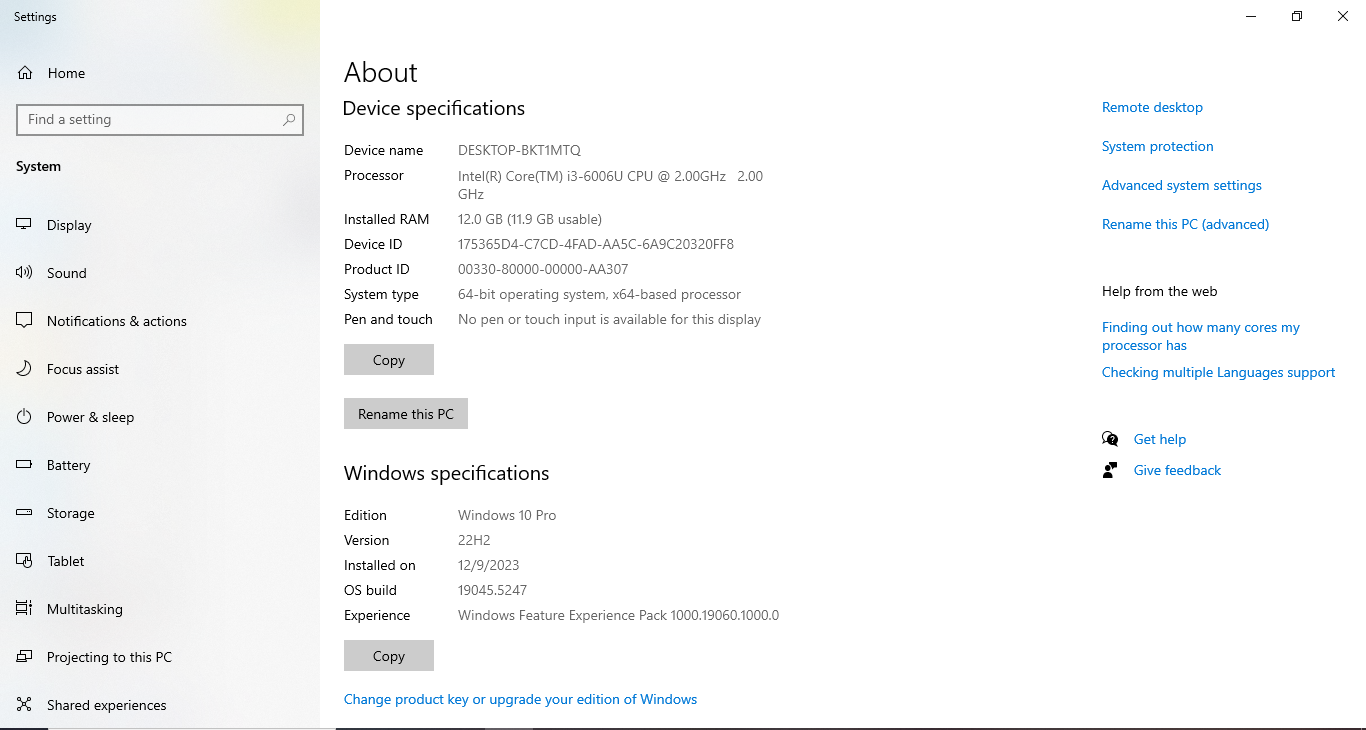 Settings
Home
Find a setting
System
Display
Sound
Notifications & actions
Focus assist
Power & sleep
Battery
Storage
Tablet
Multitasking
Projecting to this PC
Shared experiences
About
Device specifications
Device name DESKTOP-BKT1MTQ
Processor Intel(R) Core(TM) i3-6006U CPU @ 2.00GHz 2.00
GHz
Installed RAM 12.0 GB (11.9 GB usable)
Device ID 175365D4-C7CD-4FAD-AA5C-6A9C20320FF8
Product ID 00330-80000-00000-AA307
System type 64-bit operating system, x64-based processor
Pen and touch No pen or touch input is available for this display
Copy
Rename this PC
Windows specifications
Edition Windows 10 Pro
Version 22H2
Installed on 12/9/2023
OS build 19045.5247
Experience Windows Feature Experience Pack 1000.19060.1000.0
Copy
Change product key or upgrade your edition of Windows
Remote desktop
System protection
Advanced system settings
Rename this PC (advanced)
Help from the web
Finding out how many cores my
processor has
Checking multiple Languages support
Get help
Give feedback